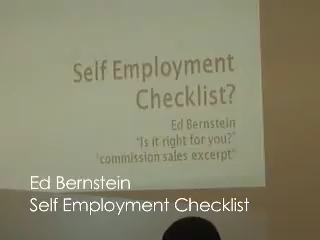 Self Employment
Checklist?
Ed Bernstein
"Is it right for you?"
"commission sales excerpt"
Ed Bernstein
Self Employment Checklist